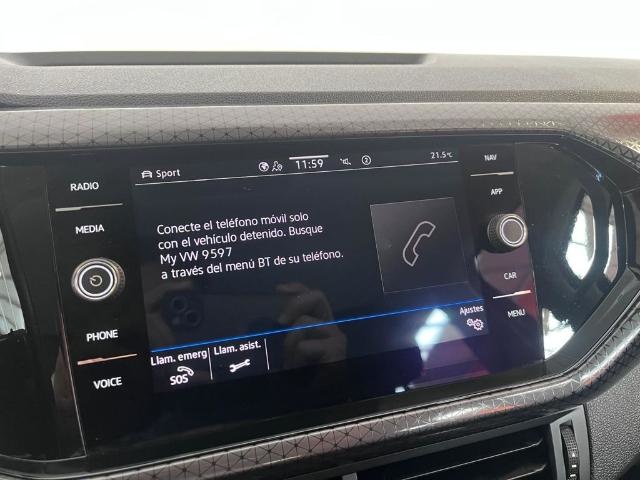 RADIO
MEDIA
PHONE
VOICE
Sport
11:59
2
21.5°C
Conecte el teléfono móvil solo
con el vehículo detenido. Busque
My VW 9597
a través del menú BT de su teléfono.
Ajustes
Llam. emerg
Llam. asist.
SOS
NAV
APP
CAR
MENU